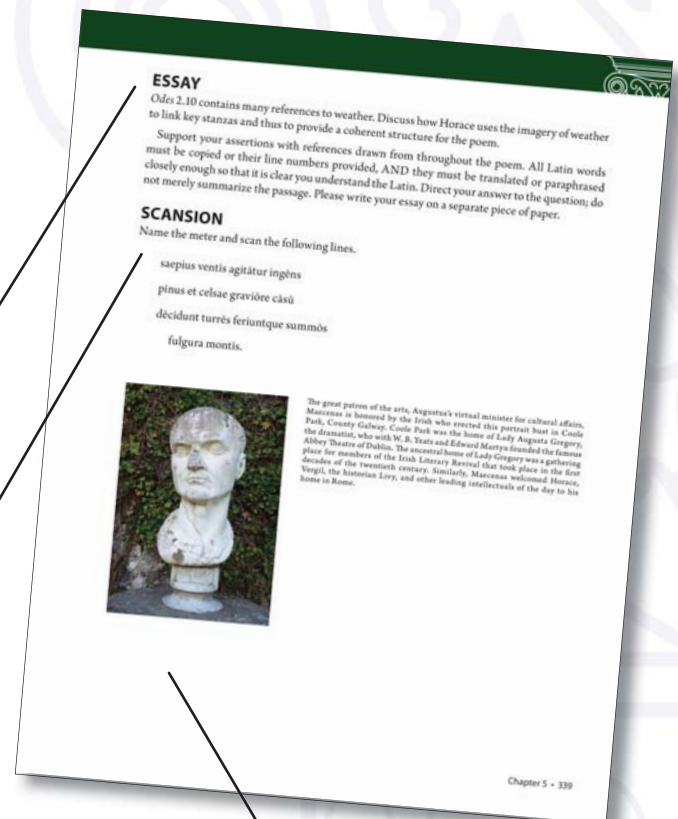 ESSAY
Odes 2.10 contains many references to weather. Discuss how Horace uses the imagery of weather
to link key stanzas and thus to provide a coherent structure for the poem.
Support your assertions with references drawn from throughout the poem. All Latin words
must be copied or their line numbers provided, AND they must be translated or paraphrased
closely enough so that it is clear you understand the Latin. Direct your answer to the question; do
not merely summarize the passage. Please write your essay on a separate piece of paper.
SCANSION
Name the meter and scan the following lines.
saepius ventis agitātur ingēns
pinus et celsae graviōre cāsū
dēcidunt turrēs feriuntque summōs
fulgura montis.
The great patron of the arts, Augustus's virtual minister for cultural affairs,
Maecenas is honored by the Irish who erected this portrait bust in Coole
Park, County Galway. Coole Park was the home of Lady Augusta Gregory,
the dramatist, who with W. B. Yeats and Edward Martyn founded the famous
Abbey Theatre of Dublin. The ancestral home of Lady Gregory was a gathering
place for members of the Irish Literary Revival that took place in the first
decades of the twentieth century. Similarly, Maecenas welcomed Horace,
Vergil, the historian Livy, and other leading intellectuals of the day to his
home in Rome.
Chapter 5 • 339